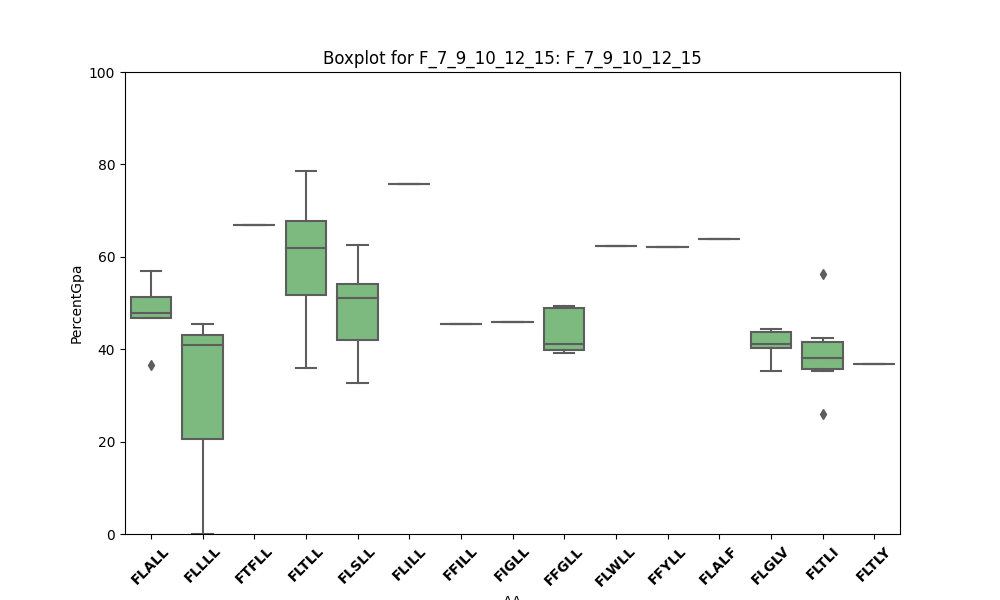 Boxplot for F_7_9_10_12_15: F_7_9_10_12_15
100
80
60
40
20
0
PercentGpa
FLALL
FLLLL
FTFLL
FLTLL
FLSLL
FLILL
FFILL
FIGLL
FFGLL
FLWLL
FFYLL
FLALF
FLGLV
FLTLI
FLTLY
AA